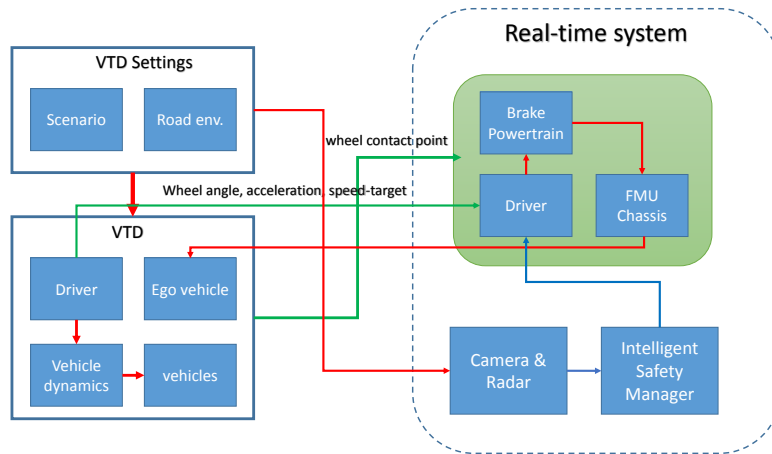 Real-time system
VTD Settings
Scenario
Road env.
Brake
Powertrain
wheel contact point
Wheel angle, acceleration, speed-target
Driver
FMU
Chassis
VTD
Driver
Ego vehicle
Vehicle
dynamics
vehicles
Camera &
Radar
Intelligent
Safety
Manager